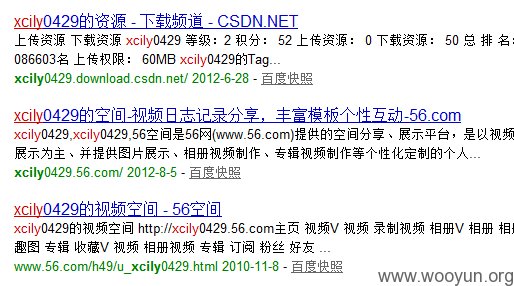 xcily0429的资源 - 下载频道 - CSDN.NET
上传资源 下载资源 xcily0429 等级：2 积分： 52 上传资源： 0 下载资源： 50 总 排 名：
086603名 上传权限： 60MB xcily0429的Tag...
xcily0429.download.csdn.net/ 2012-6-28 - 百度快照
xcily0429的空间-视频日志记录分享，丰富模板个性互动-56.com
xcily0429,xcily0429,56空间是56网(www.56.com)提供的空间分享、展示平台，是以视频
展示为主、并提供图片展示、相册视频制作、专辑视频制作等个性化定制的个人...
xcily0429.56.com/ 2012-8-5 - 百度快照
xcily0429的视频空间 - 56空间
xcily0429的视频空间 http://xcily0429.56.com主页 视频V 视频 录制视频 相册V 相册 相册
趣图 专辑 收藏V 视频 相册视频 专辑 订阅 粉丝 好友 ...
www.56.com/h49/u_xcily0429.html 2010-11-8 - 百度快照
www.wooyun.org